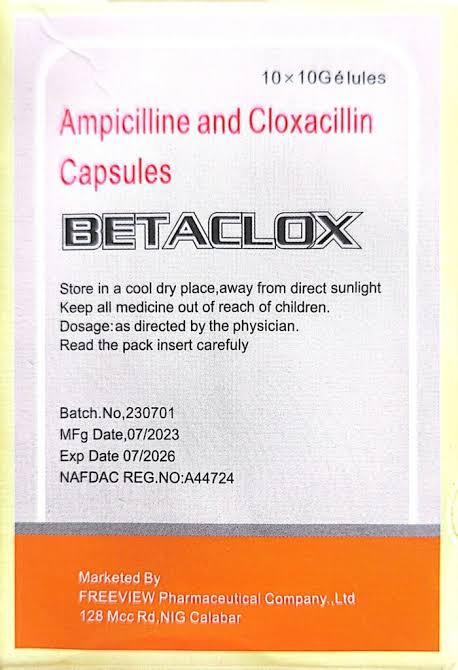 10×10Gélules
Ampicilline and Cloxacillin
Capsules
BETACLOX
Store in a cool dry place,away from direct sunlight
Keep all medicine out of reach of children.
Dosage:as directed by the physician.
Read the pack insert carefuly
Batch.No,230701
MFg Date,07/2023
Exp Date 07/2026
NAFDAC REG.NO:A44724
Marketed By
FREEVIEW Pharmaceutical Company.,Ltd
128 Mcc Rd,NIG Calabar